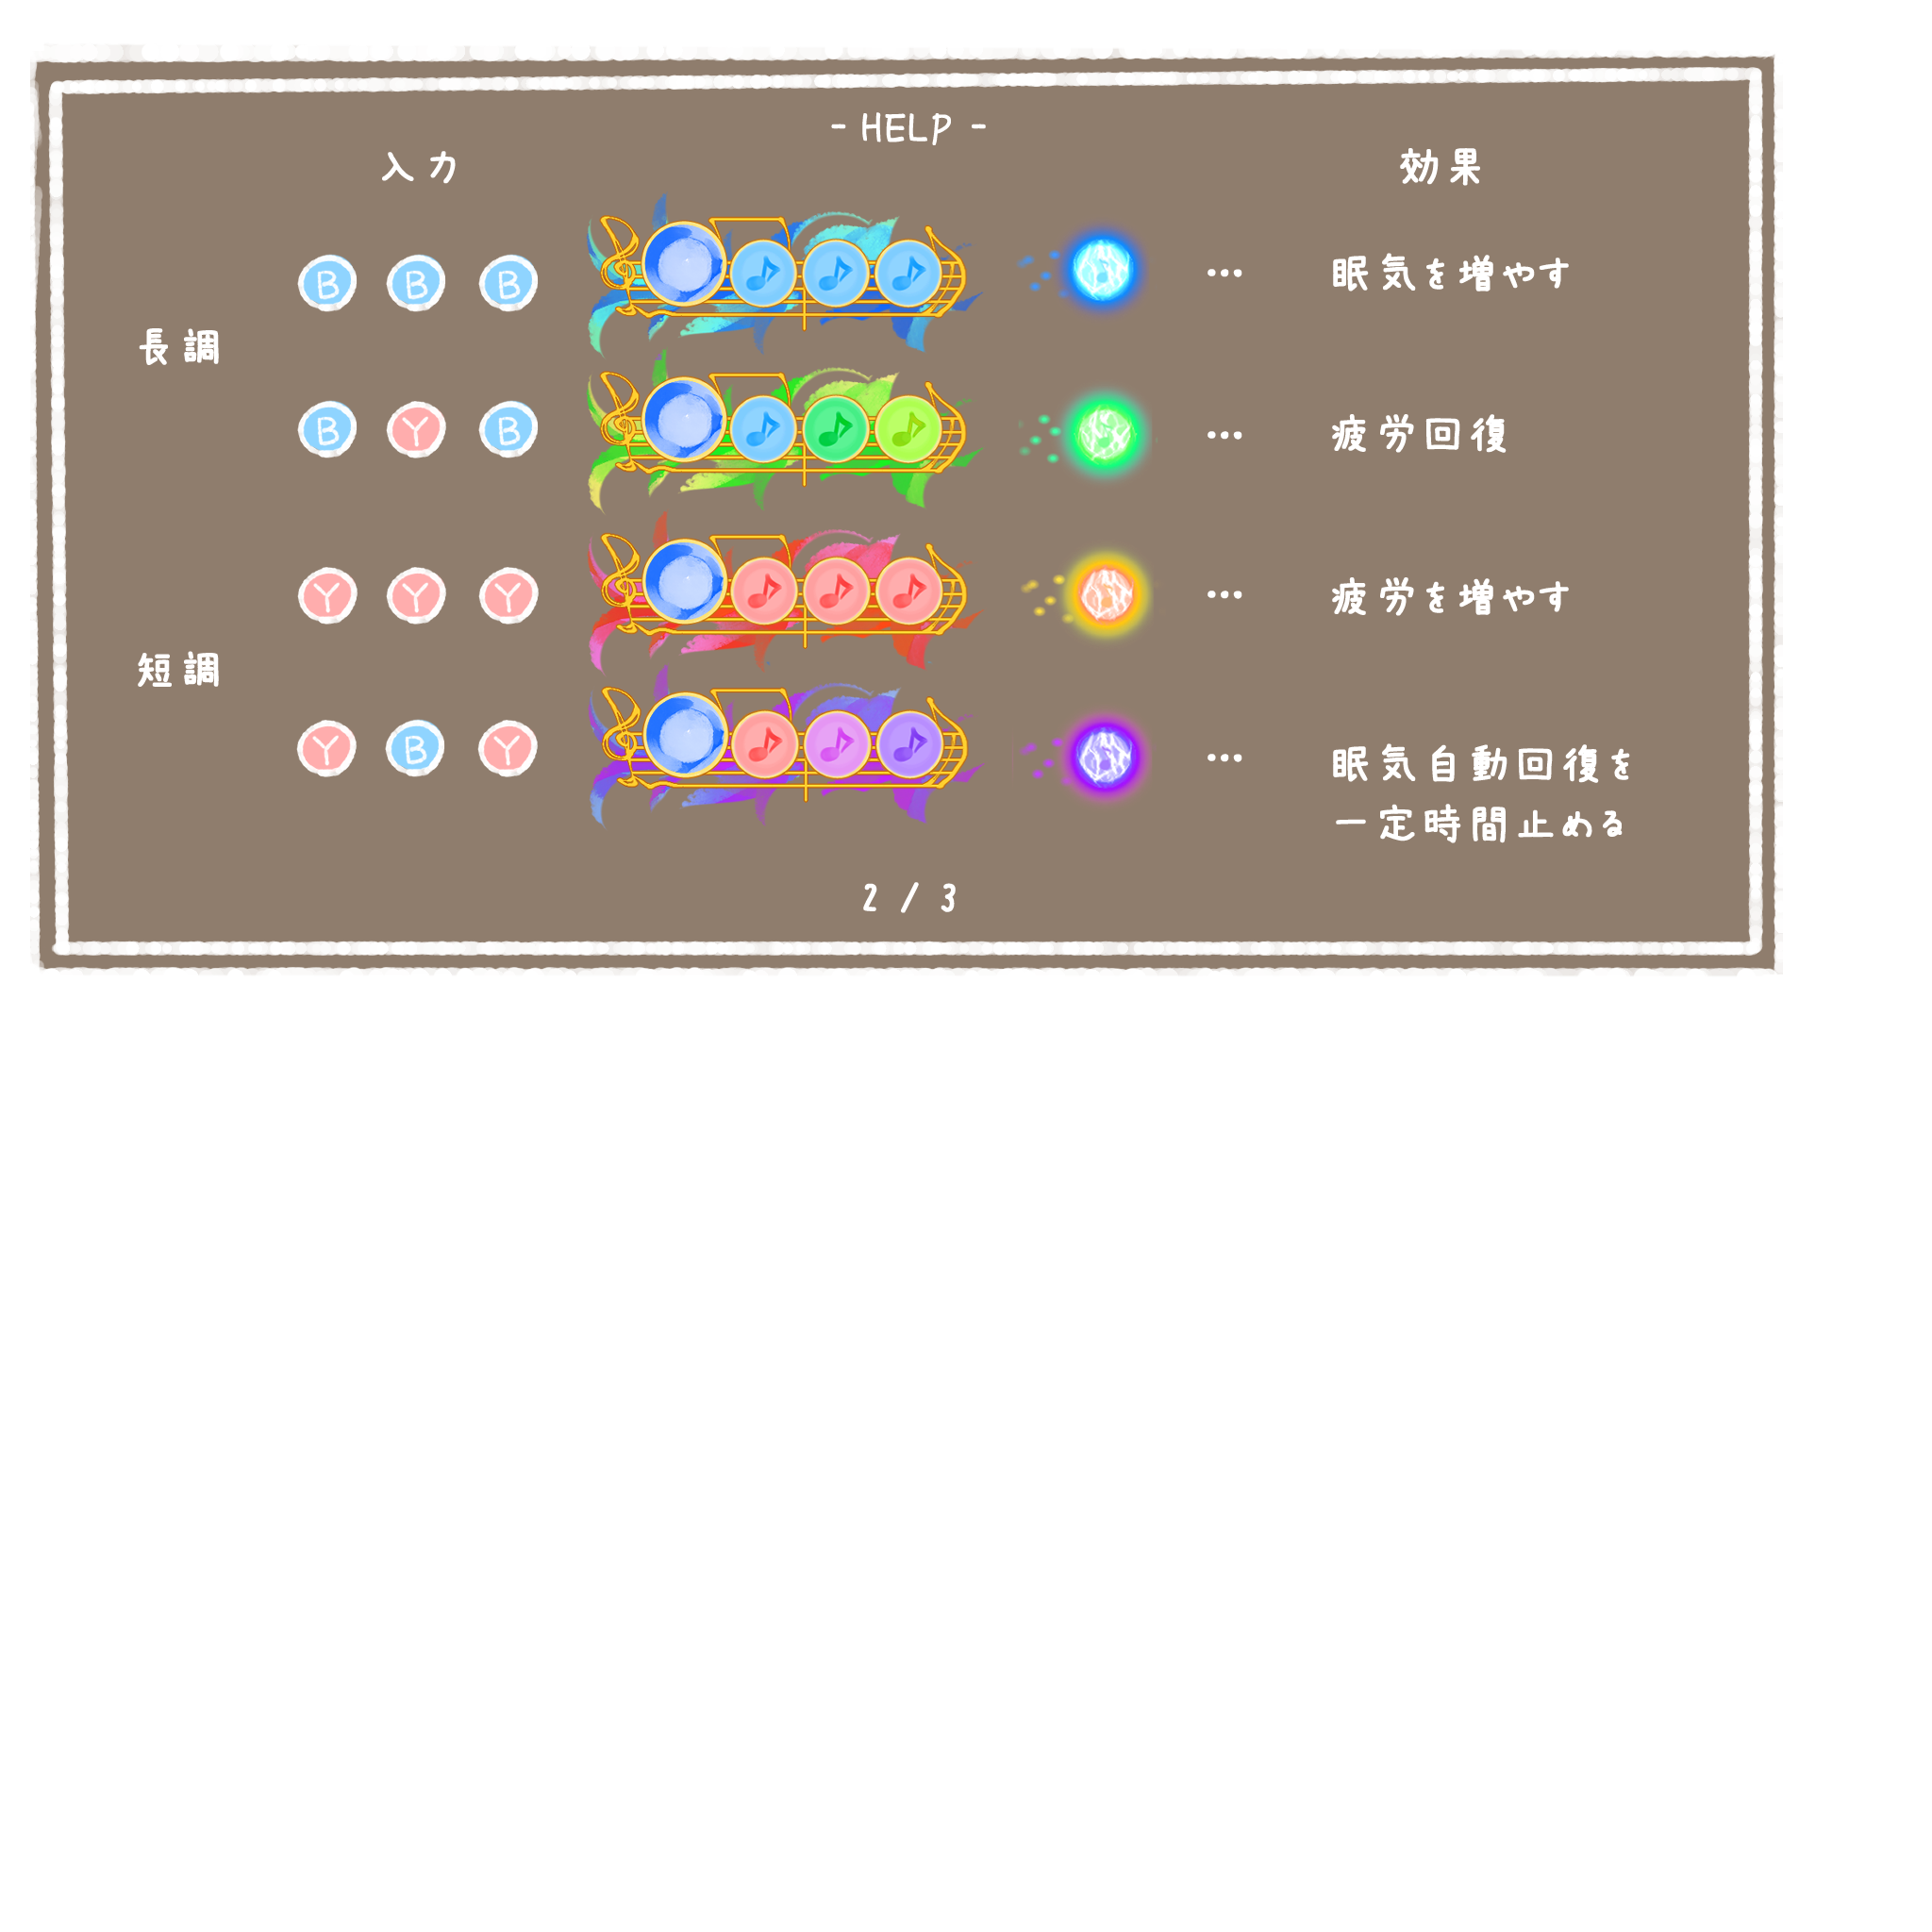 - HELP -
入力
効果
B B B … 眠気を増やす
長調
B Y B … 疲労回復
Y Y Y … 疲労を増やす
短調
Y B Y … 眠気自動回復を
一定時間止める
2 / 3